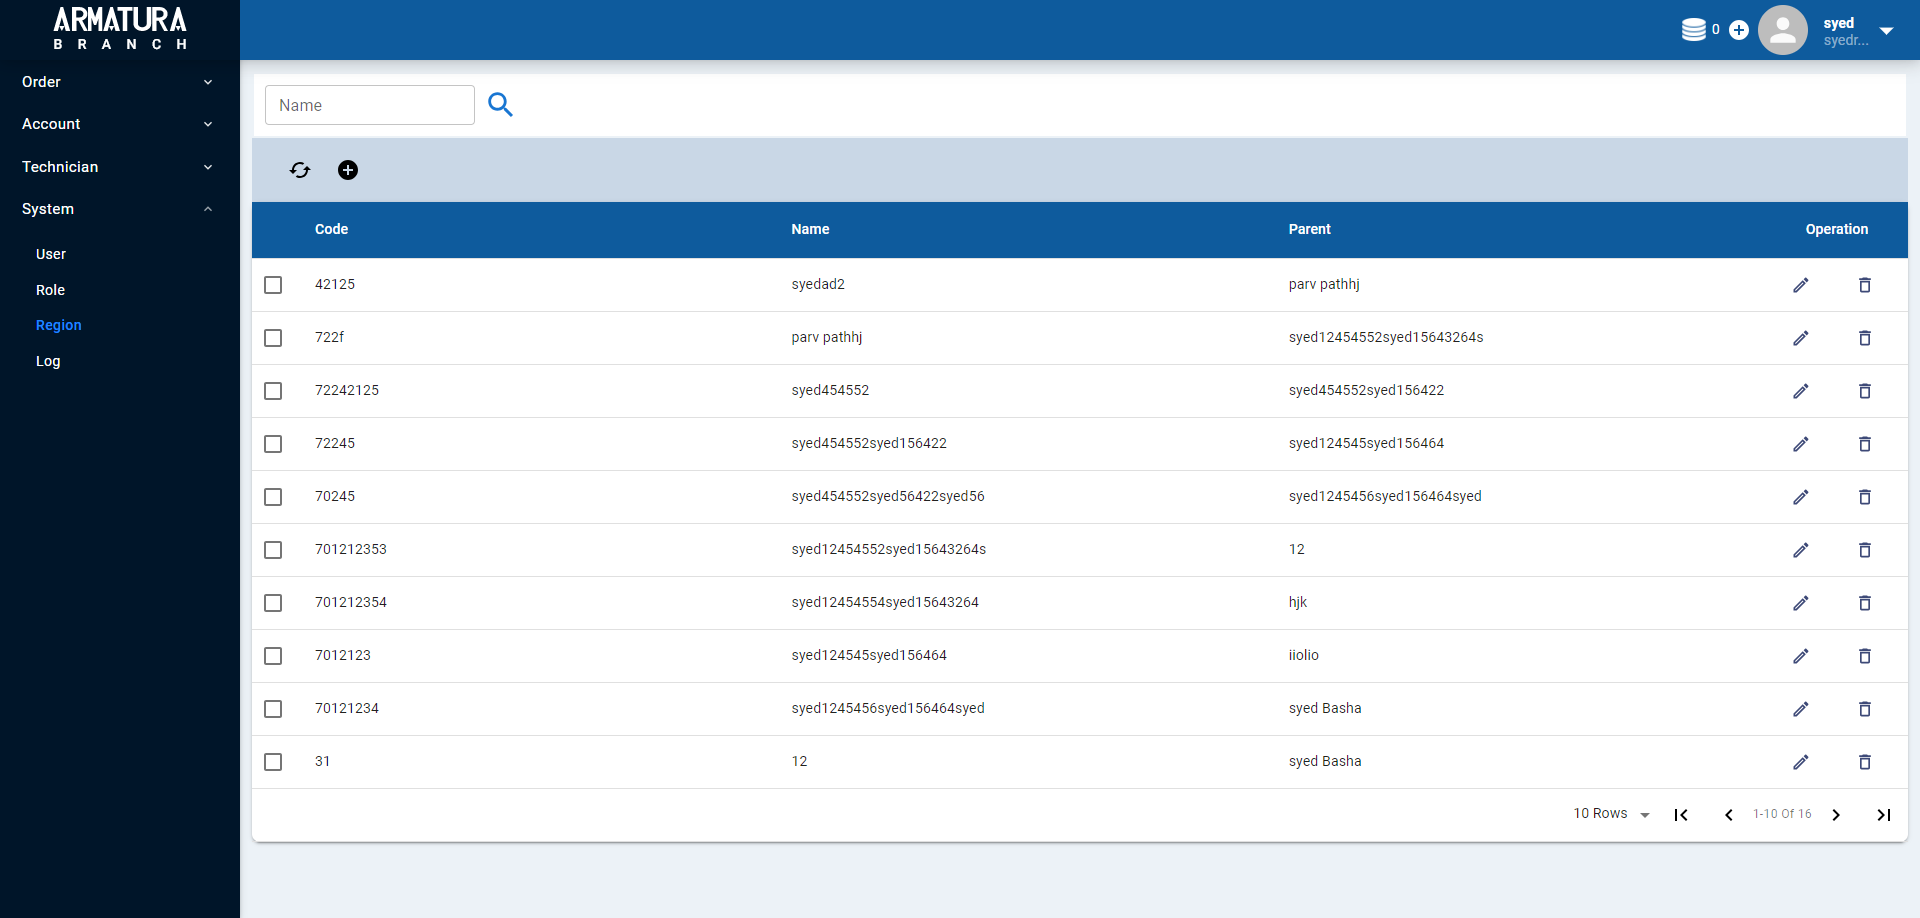 ARMATURA
BRANCH
0
syed
syedr...
Order
Account
Technician
System
User
Role
Region
Log
Name
Code Name Parent Operation
42125 syedad2 parv pathhj
722f parv pathhj syed12454552syed15643264s
72242125 syed454552 syed454552syed156422
72245 syed454552syed156422 syed124545syed156464
70245 syed454552syed56422syed56 syed1245456syed156464syed
701212353 syed12454552syed15643264s 12
701212354 syed12454554syed15643264 hjk
7012123 syed124545syed156464 iiolio
70121234 syed1245456syed156464syed syed Basha
31 12 syed Basha
10 Rows 1-10 Of 16